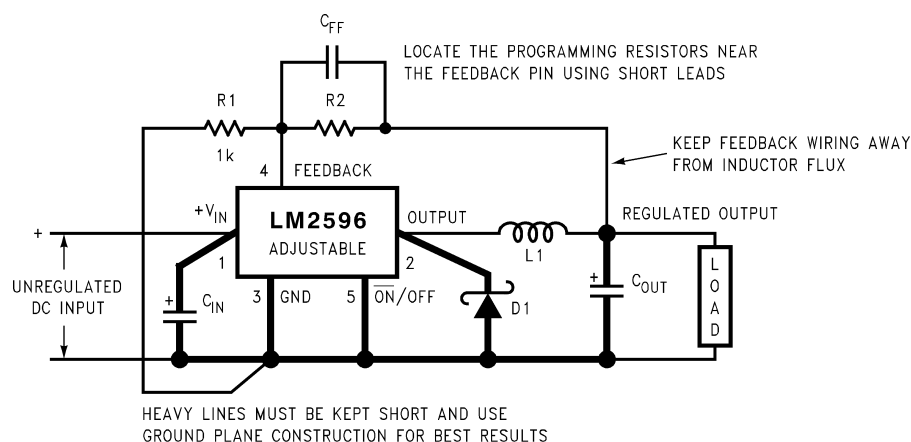 CFF
LOCATE THE PROGRAMMING RESISTORS NEAR
THE FEEDBACK PIN USING SHORT LEADS
R1
R2
1k
KEEP FEEDBACK WIRING AWAY
FROM INDUCTOR FLUX
4 FEEDBACK
+VIN
LM2596
ADJUSTABLE
OUTPUT
REGULATED OUTPUT
+
1
2
L1
UNREGULATED
DC INPUT
+
CIN
3 GND
5 ON/OFF
D1
+
COUT
LOAD
HEAVY LINES MUST BE KEPT SHORT AND USE
GROUND PLANE CONSTRUCTION FOR BEST RESULTS